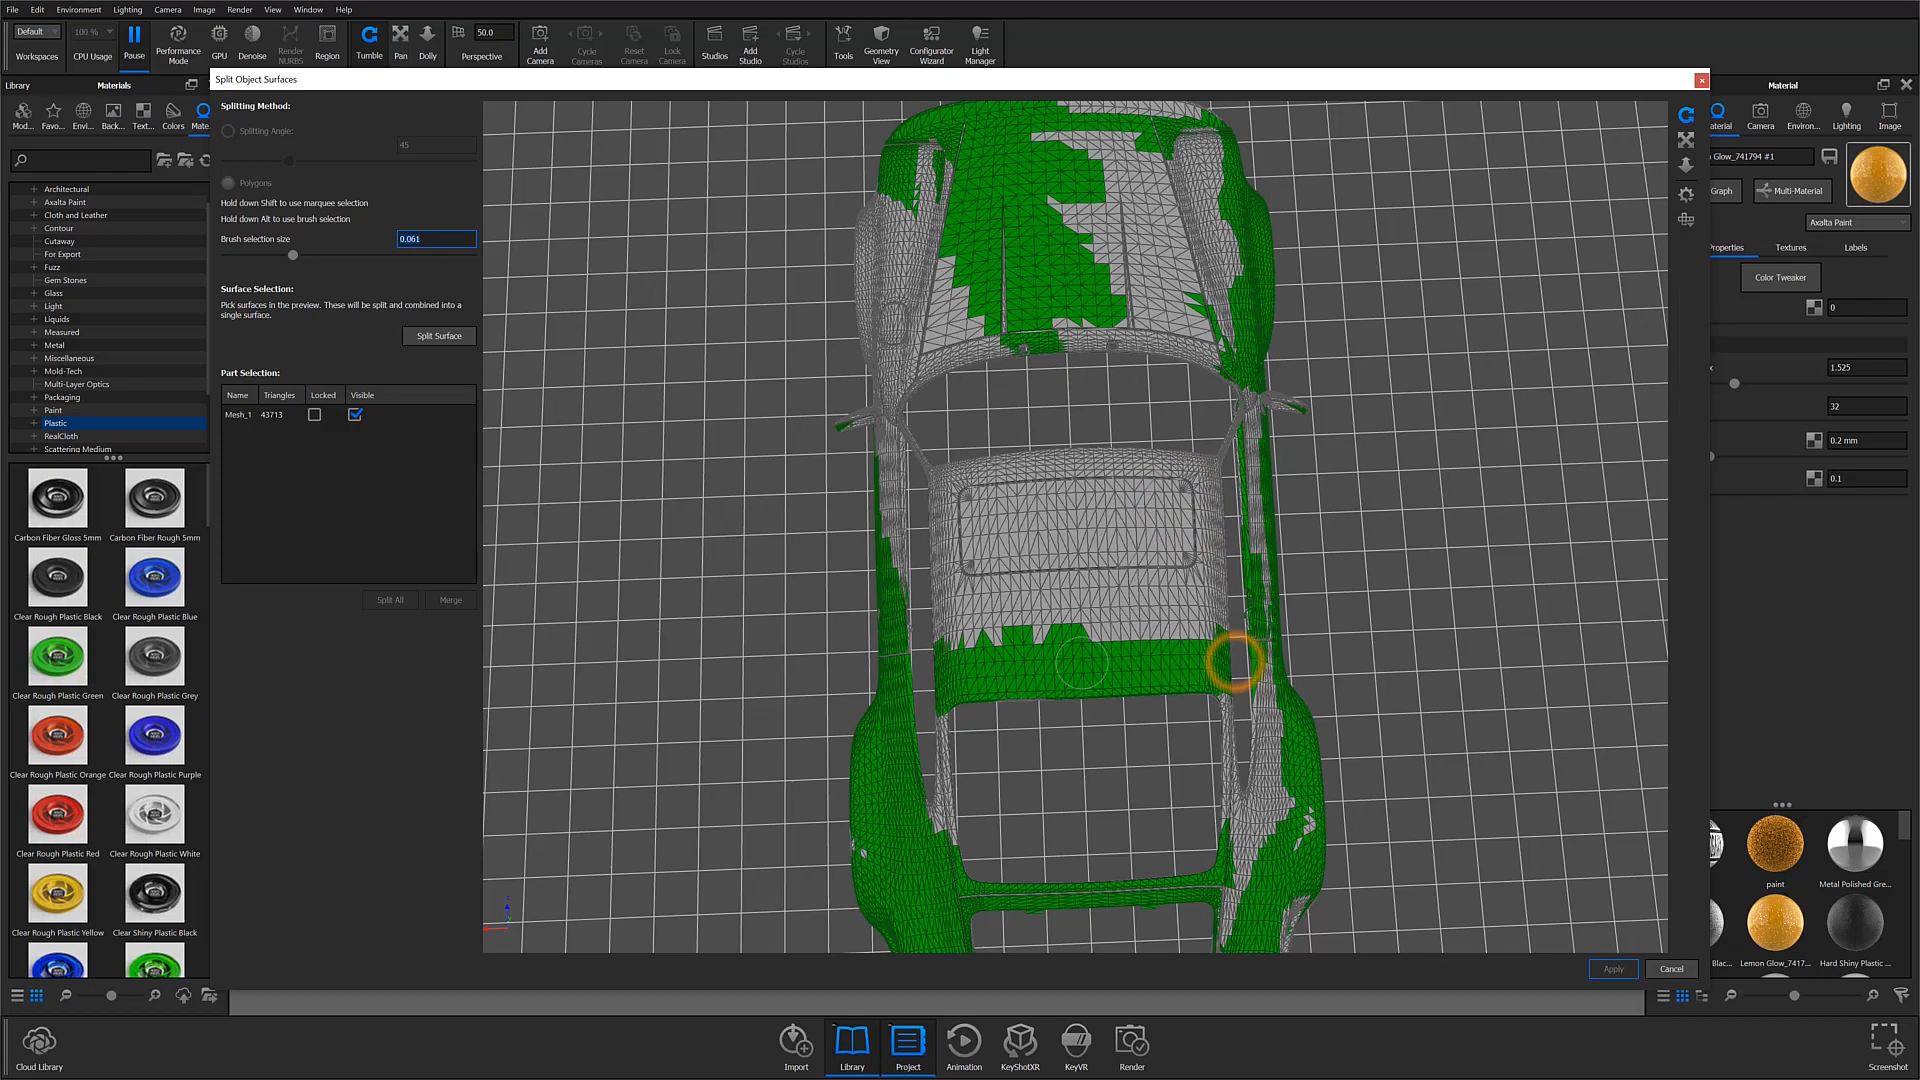 File Edit Environment Lighting Camera Image Render View Window Help
Default 100 % 50.0
Workspaces CPU Usage Pause Performance Mode GPU Denoise Render NURBS Region Tumble Pan Dolly Perspective Add Camera Cycle Cameras Reset Camera Lock Camera Studios Add Studio Cycle Studios Tools Geometry View Configurator Wizard Light Manager
Library Materials
Split Object Surfaces
Material
Mod... Favo... Envi... Back... Text... Colors Mate...
Splitting Method:
Splitting Angle:
45
Polygons
Hold down Shift to use marquee selection
Hold down Alt to use brush selection
Brush selection size 0.061
Surface Selection:
Pick surfaces in the preview. These will be split and combined into a
single surface.
Split Surface
Part Selection:
Name Triangles Locked Visible
Mesh_1 43713
Split All Merge
Architectural
Axalta Paint
Cloth and Leather
Contour
Cutaway
For Export
Fuzz
Gem Stones
Glass
Light
Liquids
Measured
Metal
Miscellaneous
Mold-Tech
Multi-Layer Optics
Packaging
Paint
Plastic
RealCloth
Scattering Medium
Carbon Fiber Gloss 5mm Carbon Fiber Rough 5mm
Clear Rough Plastic Black Clear Rough Plastic Blue
Clear Rough Plastic Green Clear Rough Plastic Grey
Clear Rough Plastic Orange Clear Rough Plastic Purple
Clear Rough Plastic Red Clear Rough Plastic White
Clear Rough Plastic Yellow Clear Shiny Plastic Black
aterial Camera Environ... Lighting Image
Glow_741794 #1
Graph Multi-Material
Axalta Paint
roperties Textures Labels
Color Tweaker
0
x 1.525
32
0.2 mm
0.1
paint Metal Polished Gre...
Blac... Lemon Glow_7417... Hard Shiny Plastic ...
Apply Cancel
Cloud Library Import Library Project Animation KeyShotXR KeyVR Render Screenshot